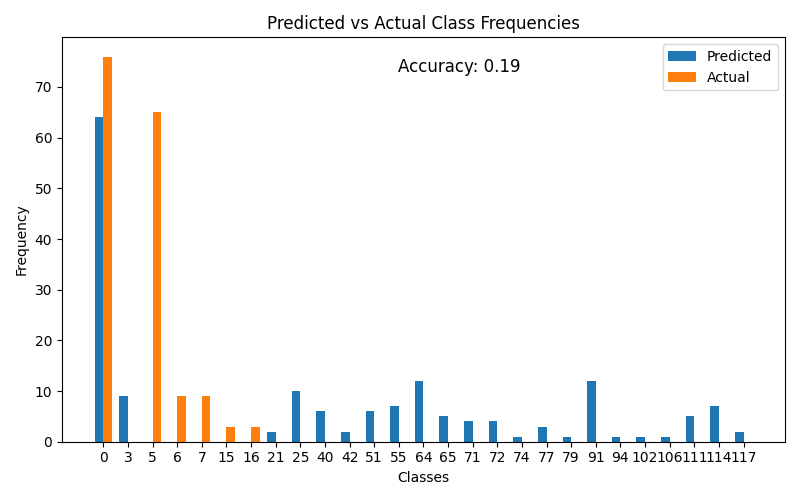 Predicted vs Actual Class Frequencies
Accuracy: 0.19
Predicted
Actual
Frequency
70
60
50
40
30
20
10
0
0 3 5 6 7 15 16 21 25 40 42 51 55 64 65 71 72 74 77 79 91 94 102 106 111 114 117
Classes